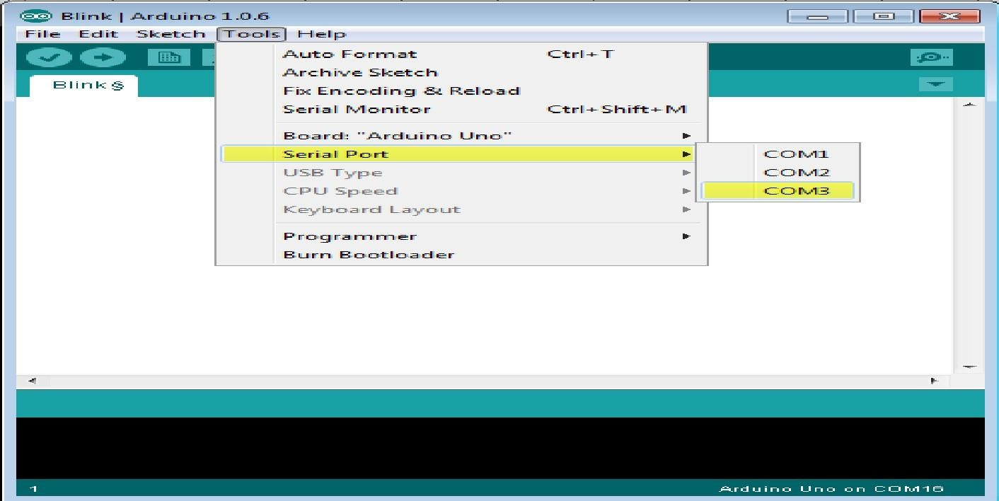 Blink | Arduino 1.0.6
File Edit Sketch Tools Help
Blink §
Auto Format Ctrl+T
Archive Sketch
Fix Encoding & Reload
Serial Monitor Ctrl+Shift+M
Board: "Arduino Uno"
Serial Port
USB Type
CPU Speed
Keyboard Layout
Programmer
Burn Bootloader
COM1
COM2
COM3
1
Arduino Uno on COM16